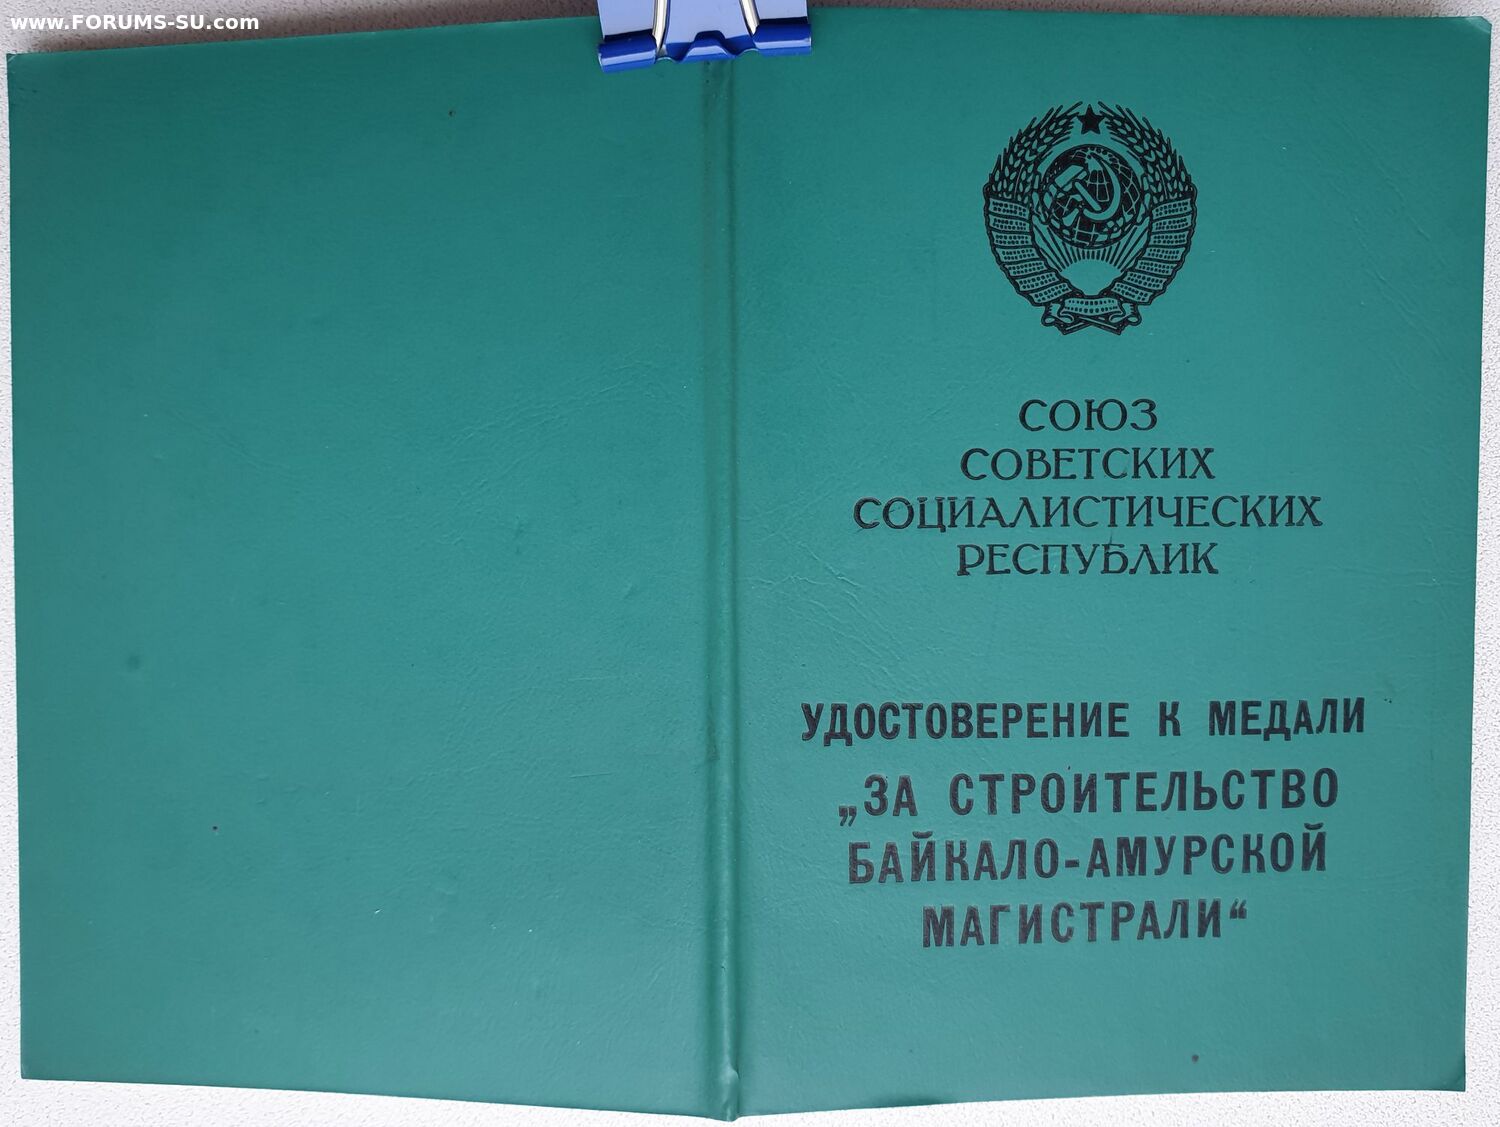 www.FORUMS-SU.com
СОЮЗ
СОВЕТСКИХ
СОЦИАЛИСТИЧЕСКИХ
РЕСПУБЛИК
УДОСТОВЕРЕНИЕ К МЕДАЛИ
„ЗА СТРОИТЕЛЬСТВО
БАЙКАЛО-АМУРСКОЙ
МАГИСТРАЛИ“